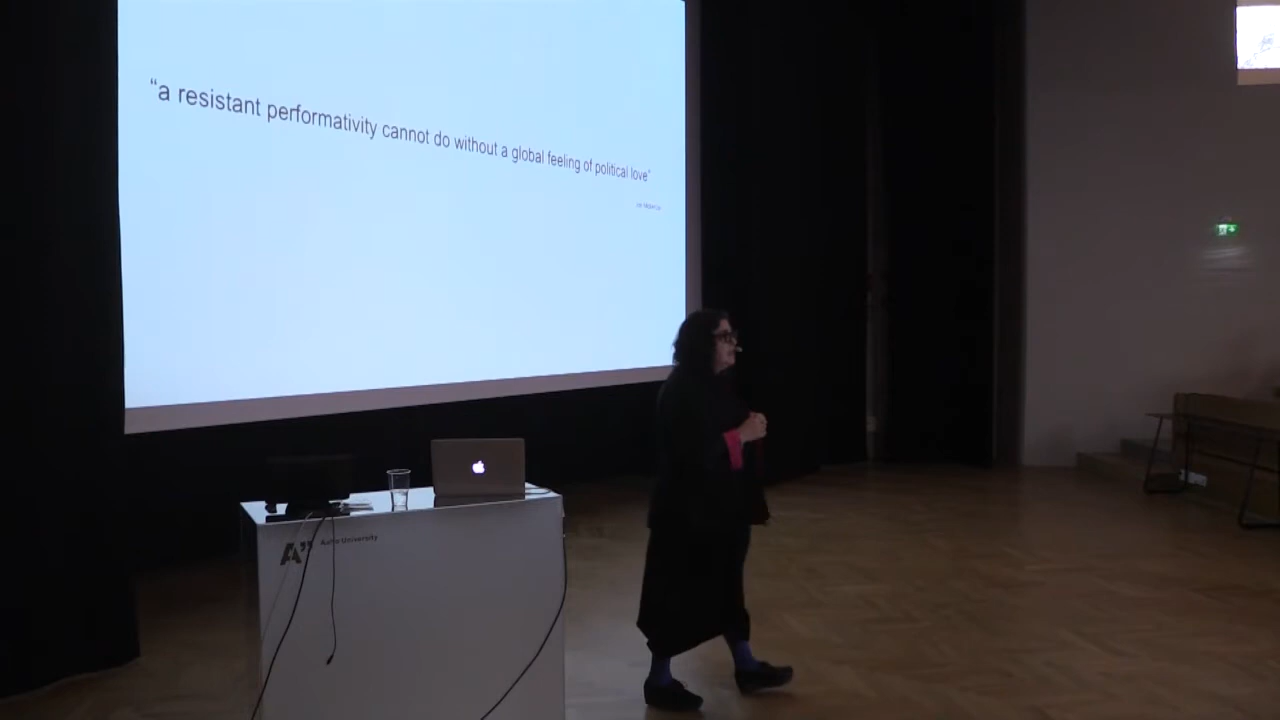 “a resistant performativity cannot do without a global feeling of political love”
A”
Aalto University